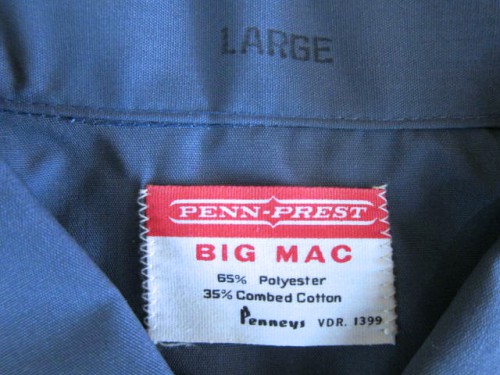 LARGE
PENN-PREST
BIG MAC
65% Polyester
35% Combed Cotton
Penneys VDR. 1399